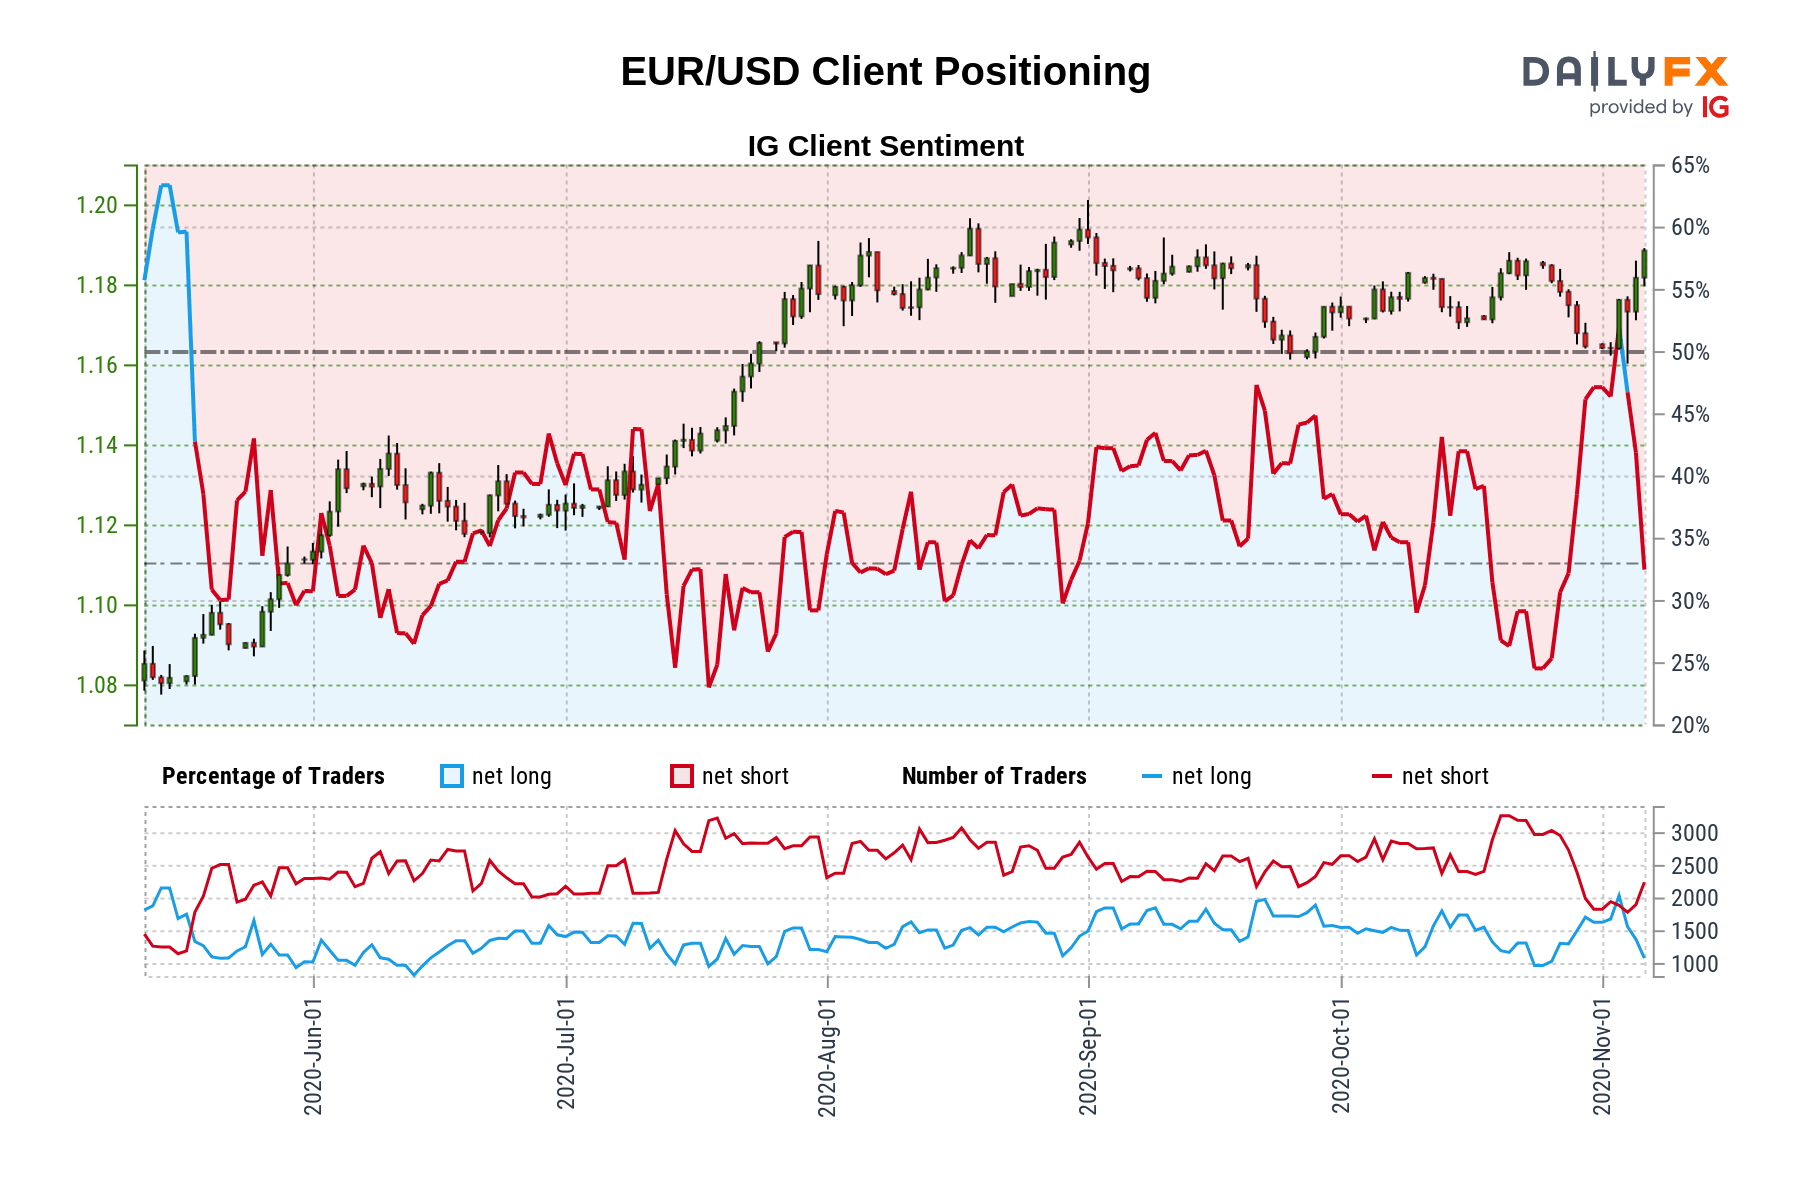 EUR/USD Client Positioning
DAILYFX
provided by IG
IG Client Sentiment
1.20
1.18
1.16
1.14
1.12
1.10
1.08
65%
60%
55%
50%
45%
40%
35%
30%
25%
20%
Percentage of Traders net long net short Number of Traders net long net short
3000
2500
2000
1500
1000
2020-Jun-01
2020-Jul-01
2020-Aug-01
2020-Sep-01
2020-Oct-01
2020-Nov-01